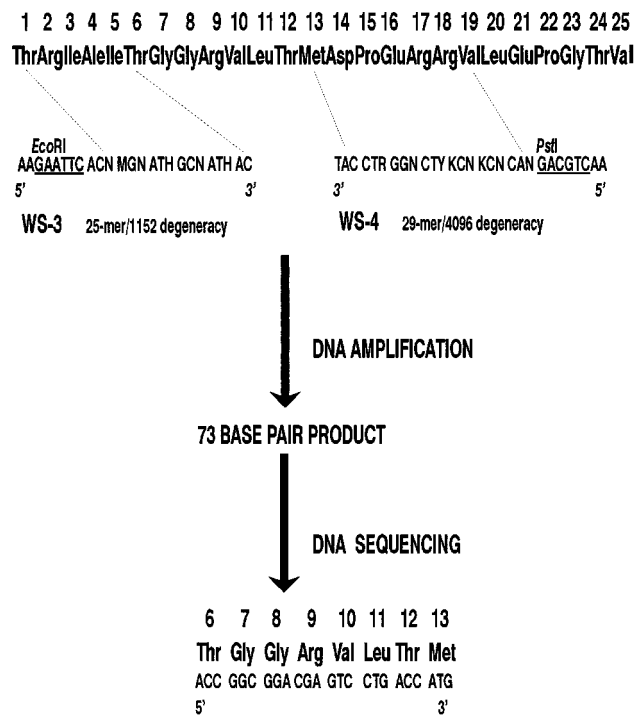 1 2 3 4 5 6 7 8 9 10 11 12 13 14 15 16 17 18 19 20 21 22 23 24 25
ThrArgIleAleIleThrGlyGlyArgValLeuThrMetAspProGluArgArgValLeuGluProGlyThrVal
EcoRI
AAGAATTC ACN MGN ATH GCN ATH AC
5' 3'
WS-3 25-mer/1152 degeneracy
PstI
TAC CTR GGN CTY KCN KCN CAN GACGTCAA
3' 5'
WS-4 29-mer/4096 degeneracy
DNA AMPLIFICATION
73 BASE PAIR PRODUCT
DNA SEQUENCING
6 7 8 9 10 11 12 13
Thr Gly Gly Arg Val Leu Thr Met
ACC GGC GGA CGA GTC CTG ACC ATG
5' 3'